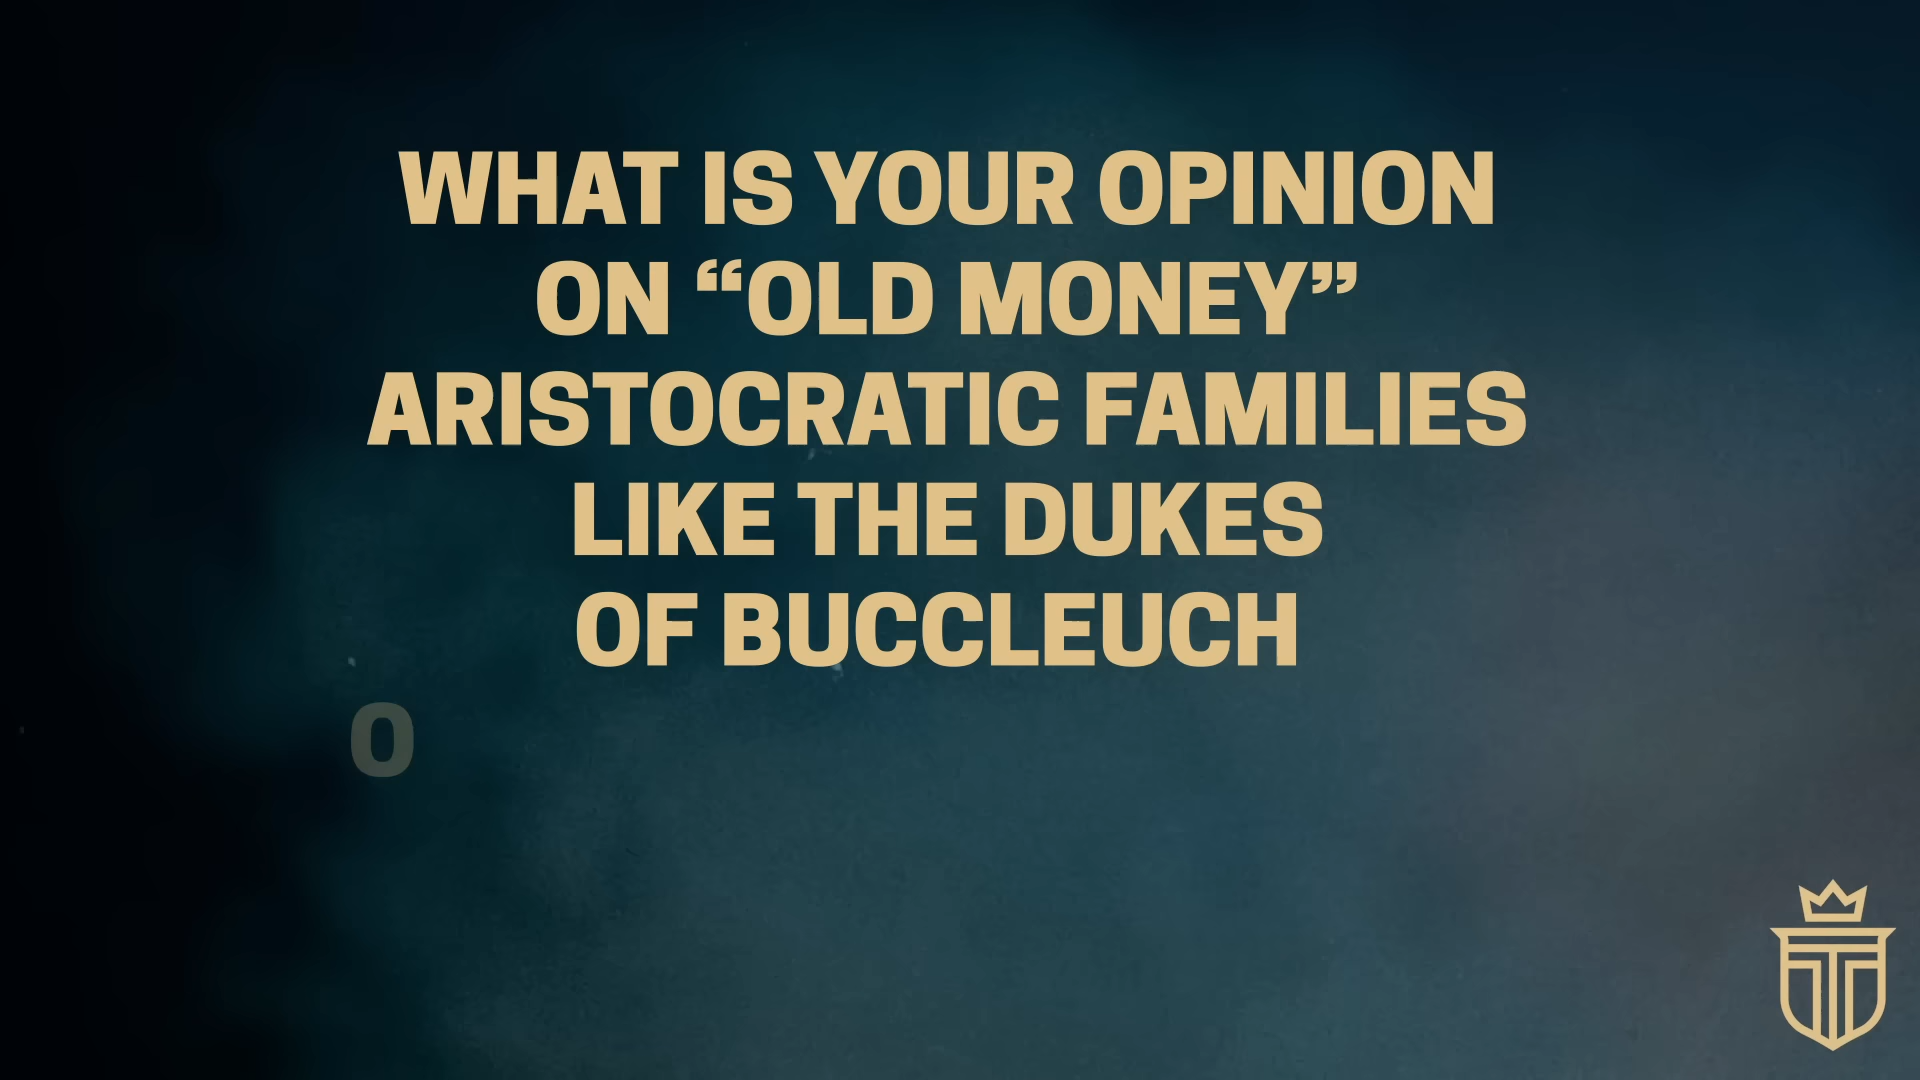 WHAT IS YOUR OPINION
ON “OLD MONEY”
ARISTOCRATIC FAMILIES
LIKE THE DUKES
OF BUCCLEUCH
O